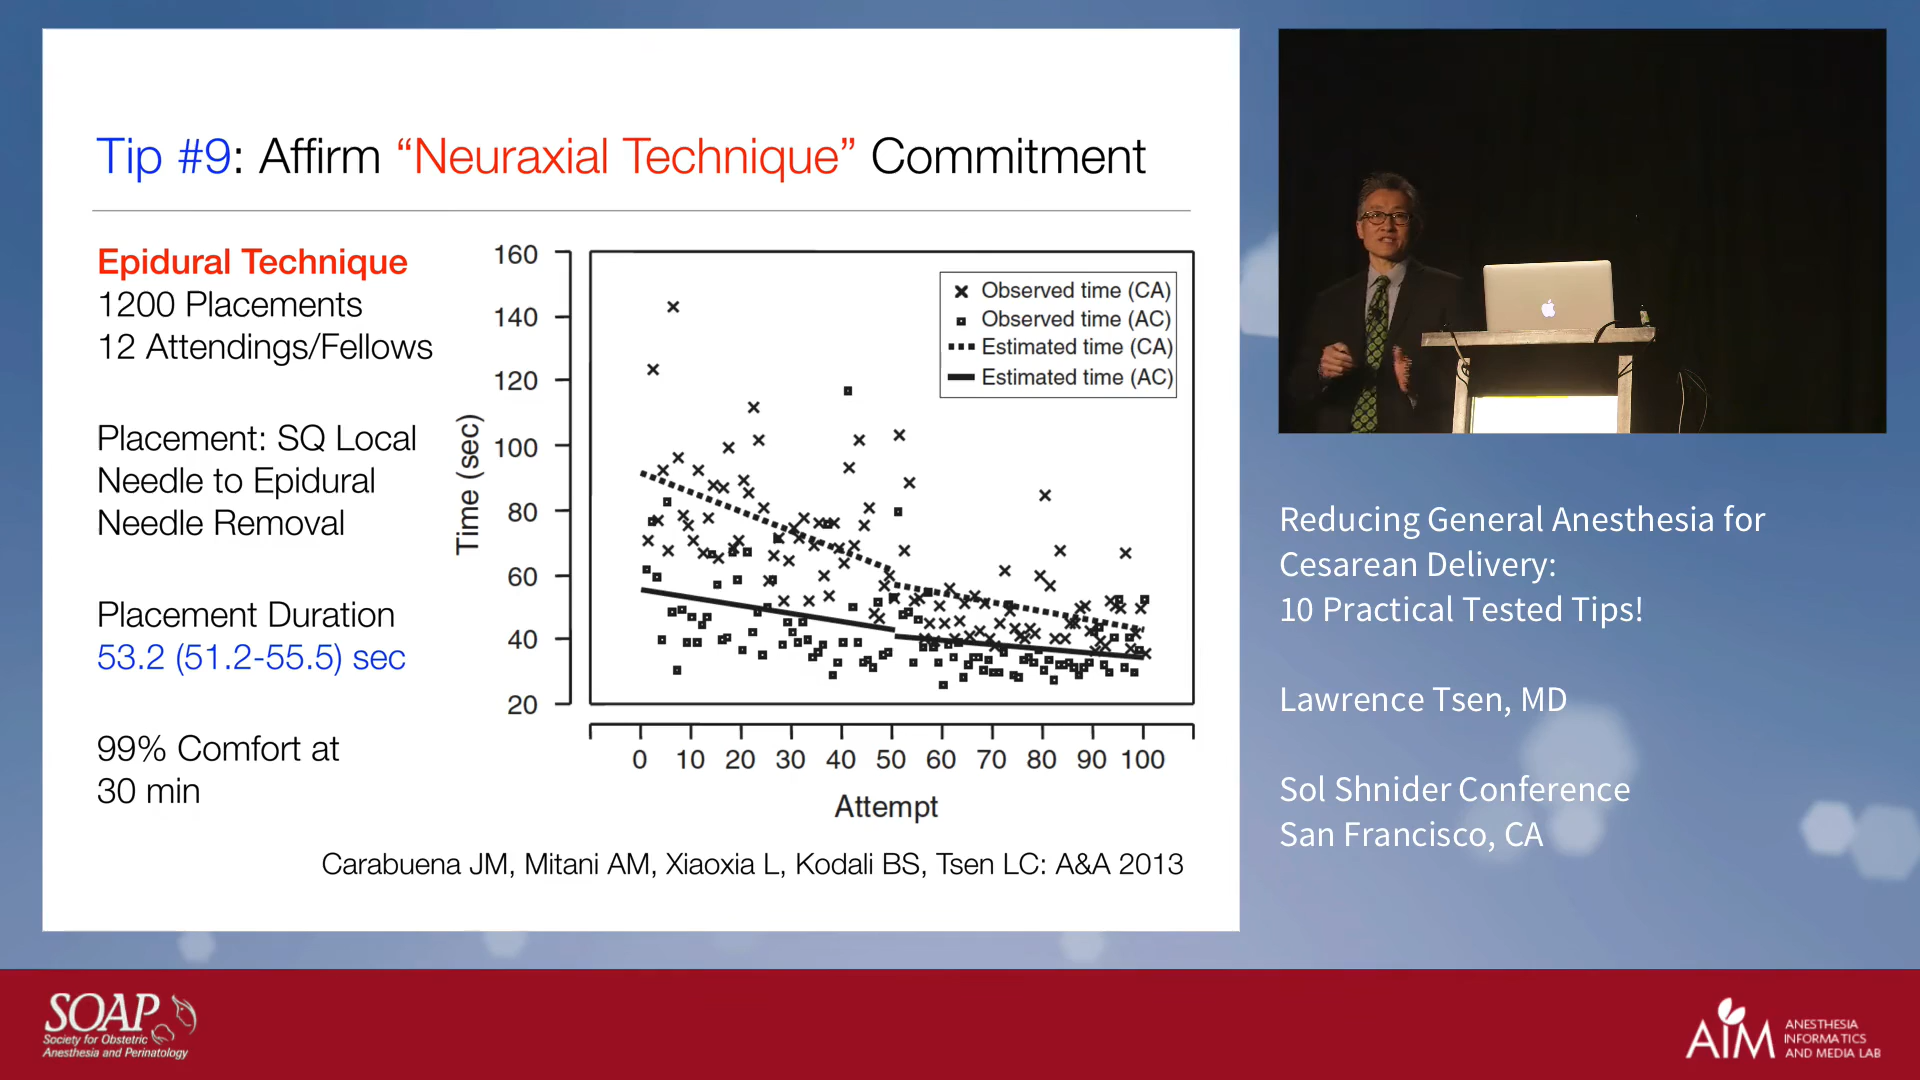 Tip #9: Affirm “Neuraxial Technique” Commitment
Epidural Technique
1200 Placements
12 Attendings/Fellows
Placement: SQ Local
Needle to Epidural
Needle Removal
Placement Duration
53.2 (51.2-55.5) sec
99% Comfort at
30 min
Time (sec)
160
140
120
100
80
60
40
20
Observed time (CA)
Observed time (AC)
Estimated time (CA)
Estimated time (AC)
0 10 20 30 40 50 60 70 80 90 100
Attempt
Carabuena JM, Mitani AM, Xiaoxia L, Kodali BS, Tsen LC: A&A 2013
Reducing General Anesthesia for
Cesarean Delivery:
10 Practical Tested Tips!
Lawrence Tsen, MD
Sol Shnider Conference
San Francisco, CA
SOAP
Society for Obstetric
Anesthesia and Perinatology
AIM
ANESTHESIA
INFORMATICS
AND MEDIA LAB